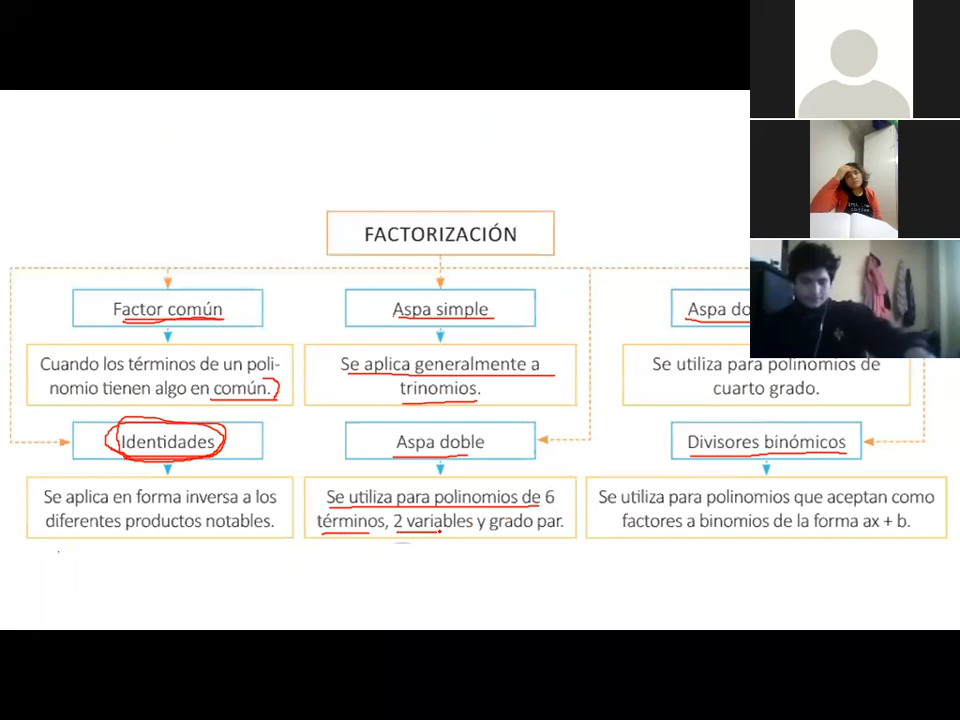 FACTORIZACIÓN
Factor común
Cuando los términos de un poli-
nomio tienen algo en común.
Identidades
Se aplica en forma inversa a los
diferentes productos notables.
Aspa simple
Se aplica generalmente a
trinomios.
Aspa doble
Se utiliza para polinomios de 6
términos, 2 variables y grado par.
Aspa do
Se utiliza para polinomios de
cuarto grado.
Divisores binómicos
Se utiliza para polinomios que aceptan como
factores a binomios de la forma ax + b.